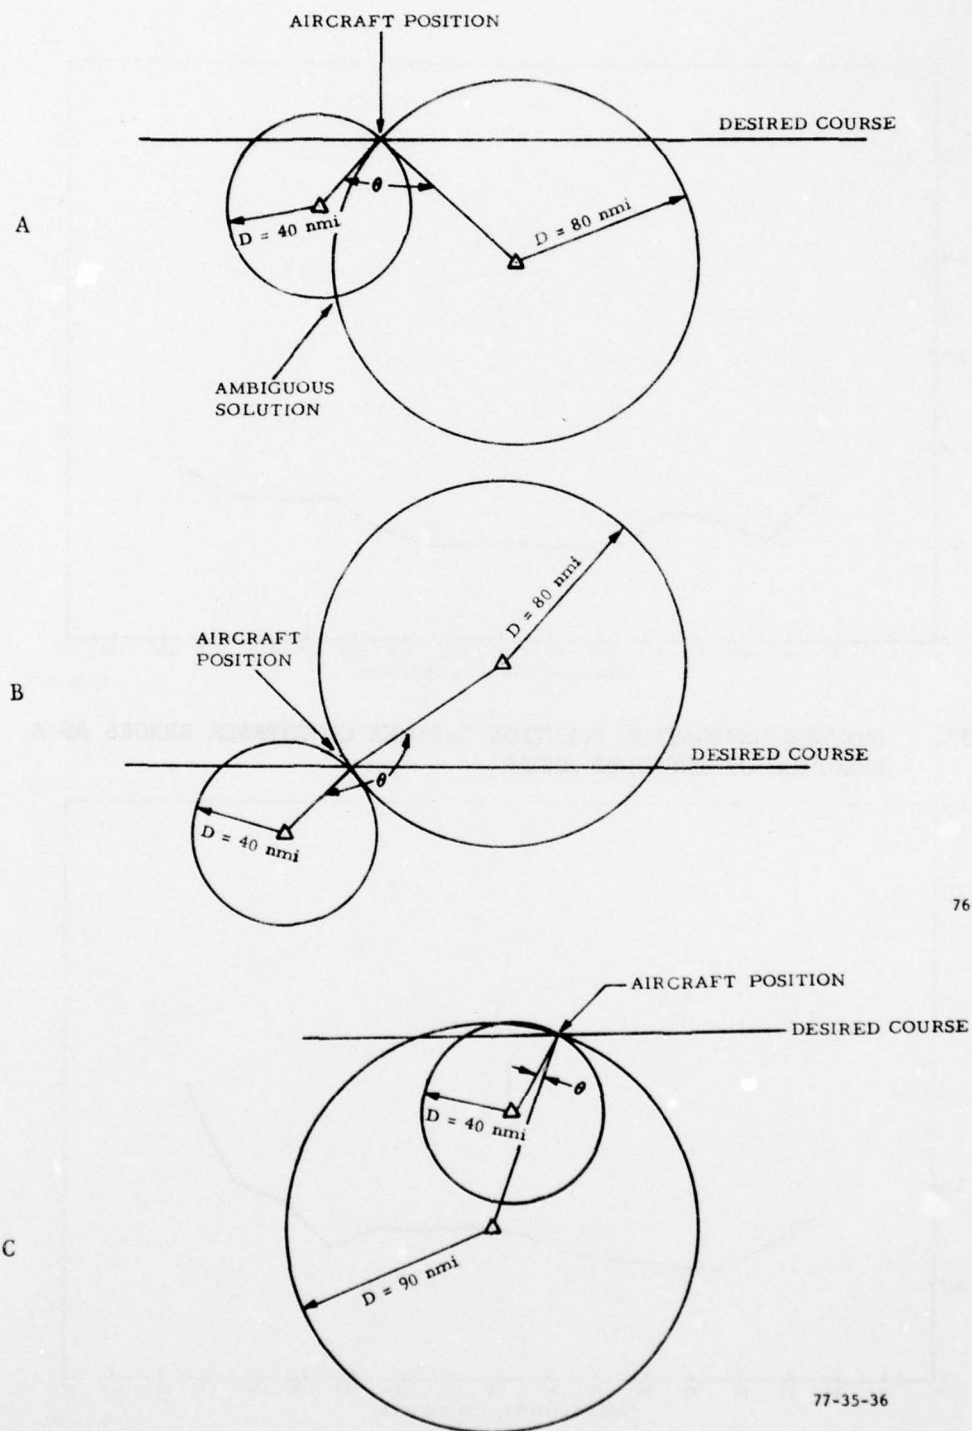 AIRCRAFT POSITION
DESIRED COURSE
A
θ
D = 40 nmi
D = 80 nmi
AMBIGUOUS
SOLUTION
D = 80 nmi
AIRCRAFT
POSITION
B
DESIRED COURSE
θ
D = 40 nmi
76
AIRCRAFT POSITION
DESIRED COURSE
θ
D = 40 nmi
C
D = 90 nmi
77-35-36